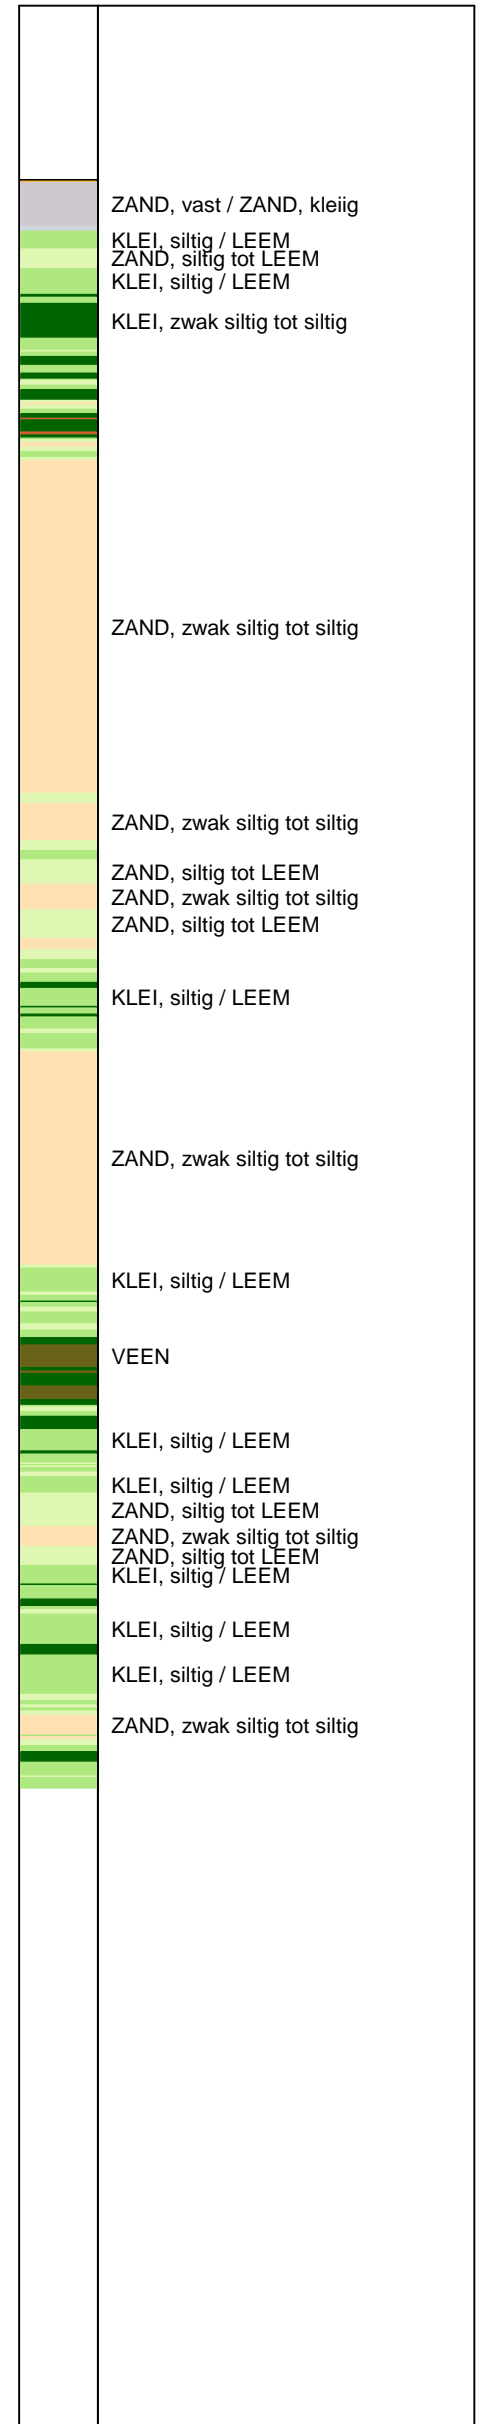 ZAND, vast / ZAND, kleiig
KLEI, siltig / LEEM
ZAND, siltig tot LEEM
KLEI, siltig / LEEM
KLEI, zwak siltig tot siltig
ZAND, zwak siltig tot siltig
ZAND, zwak siltig tot siltig
ZAND, siltig tot LEEM
ZAND, zwak siltig tot siltig
ZAND, siltig tot LEEM
KLEI, siltig / LEEM
ZAND, zwak siltig tot siltig
KLEI, siltig / LEEM
VEEN
KLEI, siltig / LEEM
KLEI, siltig / LEEM
ZAND, siltig tot LEEM
ZAND, zwak siltig tot siltig
ZAND, siltig tot LEEM
KLEI, siltig / LEEM
KLEI, siltig / LEEM
KLEI, siltig / LEEM
ZAND, zwak siltig tot siltig